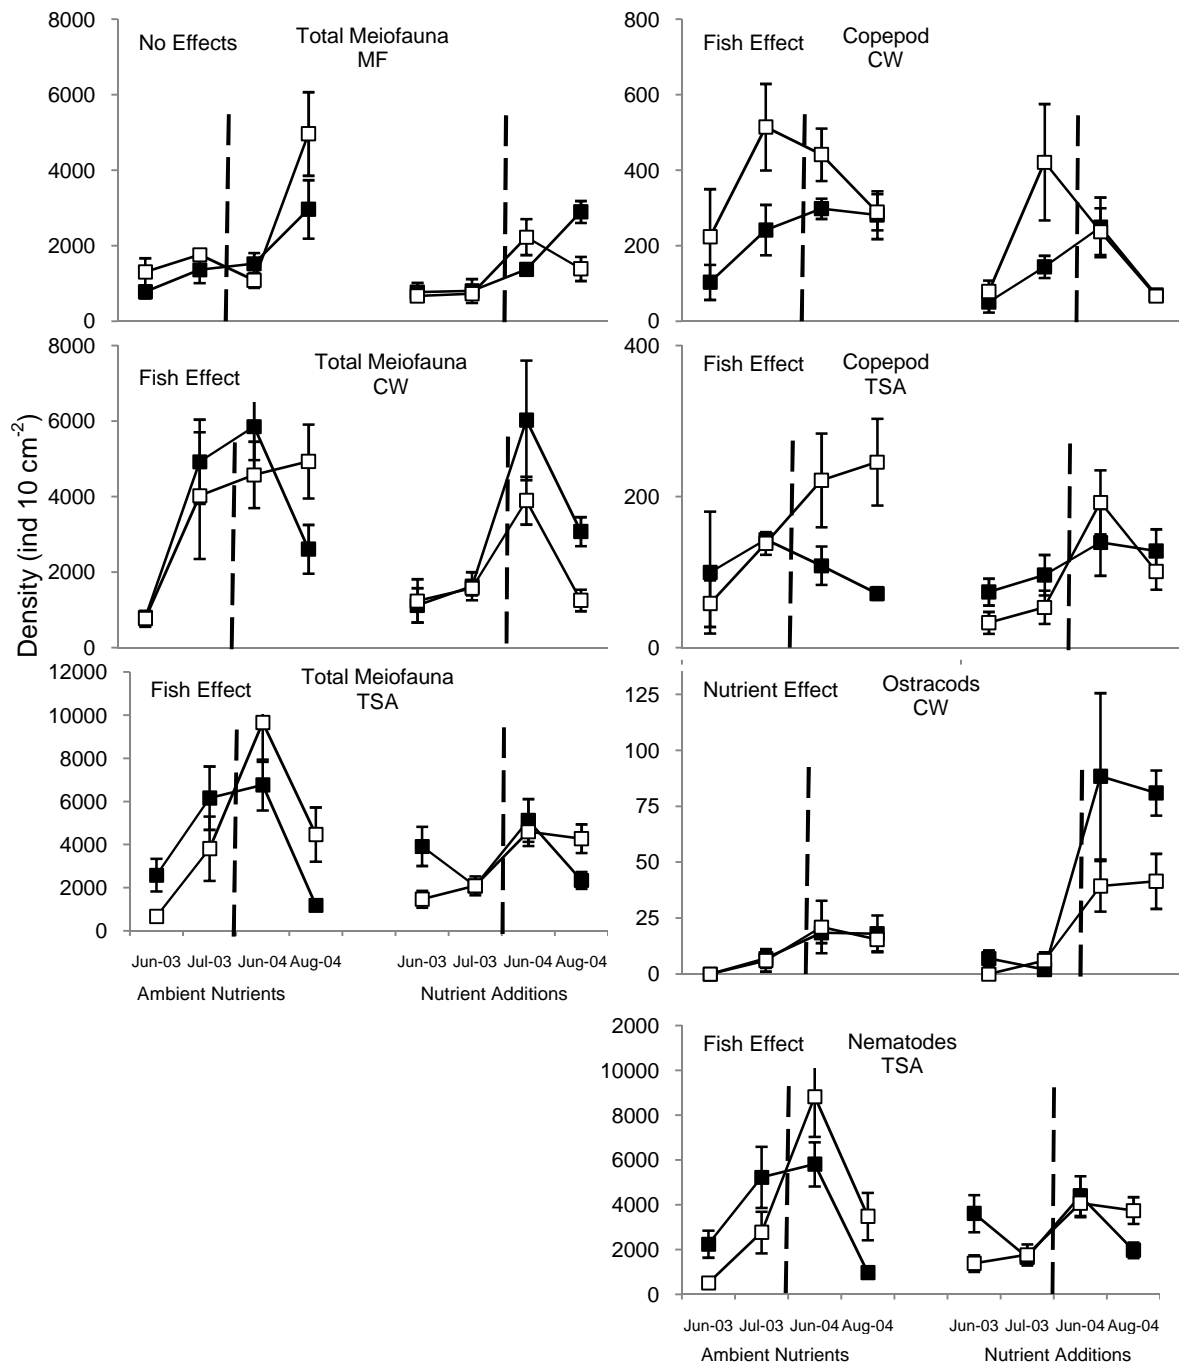 Density (ind 10 cm-2)
No Effects
Total Meiofauna
MF
8000
6000
4000
2000
0
Fish Effect
Copepod
CW
800
600
400
200
0
Fish Effect
Total Meiofauna
CW
8000
6000
4000
2000
0
Fish Effect
Copepod
TSA
400
200
0
Fish Effect
Total Meiofauna
TSA
12000
10000
8000
6000
4000
2000
0
Jun-03 Jul-03 Jun-04 Aug-04 Jun-03 Jul-03 Jun-04 Aug-04
Ambient Nutrients Nutrient Additions
Nutrient Effect
Ostracods
CW
125
100
75
50
25
0
Fish Effect
Nematodes
TSA
2000
10000
8000
6000
4000
2000
0
Jun-03 Jul-03 Jun-04 Aug-04 Jun-03 Jul-03 Jun-04 Aug-04
Ambient Nutrients Nutrient Additions